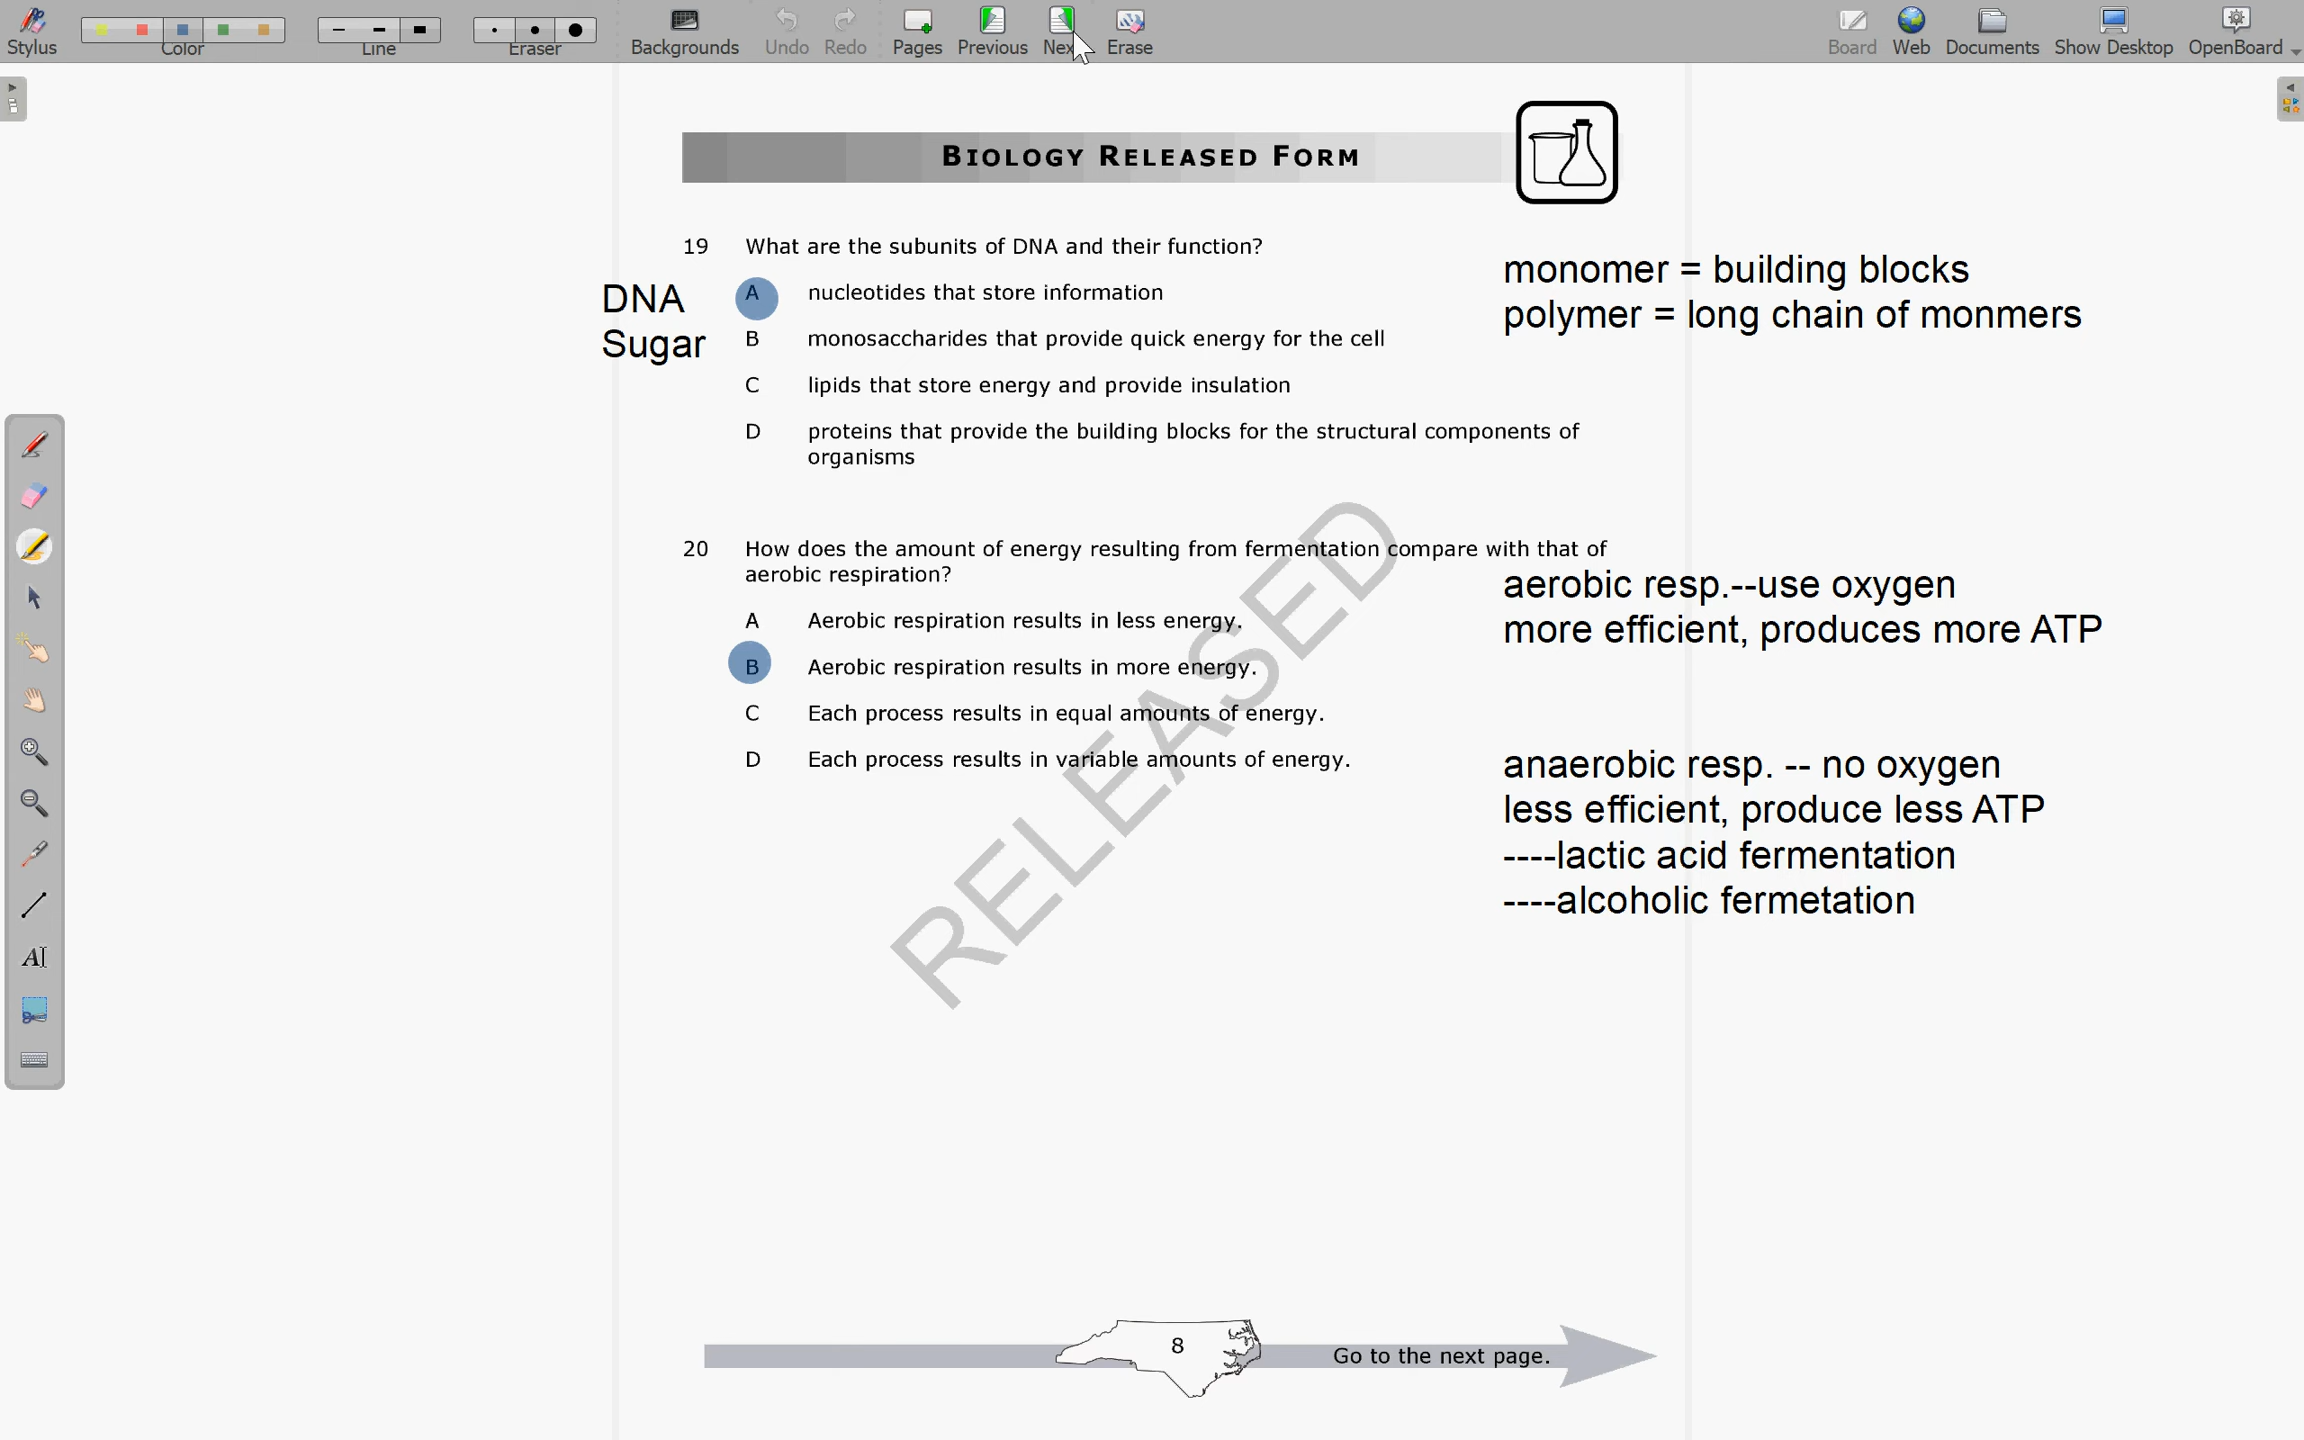 Stylus
Color
Line
Eraser
Backgrounds
Undo
Redo
Pages
Previous
Erase
Board
Web
Documents
Show Desktop
OpenBoard
BIOLOGY RELEASED FORM
19 What are the subunits of DNA and their function?
A nucleotides that store information
B monosaccharides that provide quick energy for the cell
C lipids that store energy and provide insulation
D proteins that provide the building blocks for the structural components of
organisms
DNA
Sugar
monomer = building blocks
polymer = long chain of monmers
20 How does the amount of energy resulting from fermentation compare with that of
aerobic respiration?
A Aerobic respiration results in less energy.
B Aerobic respiration results in more energy.
C Each process results in equal amounts of energy.
D Each process results in variable amounts of energy.
aerobic resp.--use oxygen
more efficient, produces more ATP
anaerobic resp. -- no oxygen
less efficient, produce less ATP
----lactic acid fermentation
----alcoholic fermetation
RELEASED
8
Go to the next page.